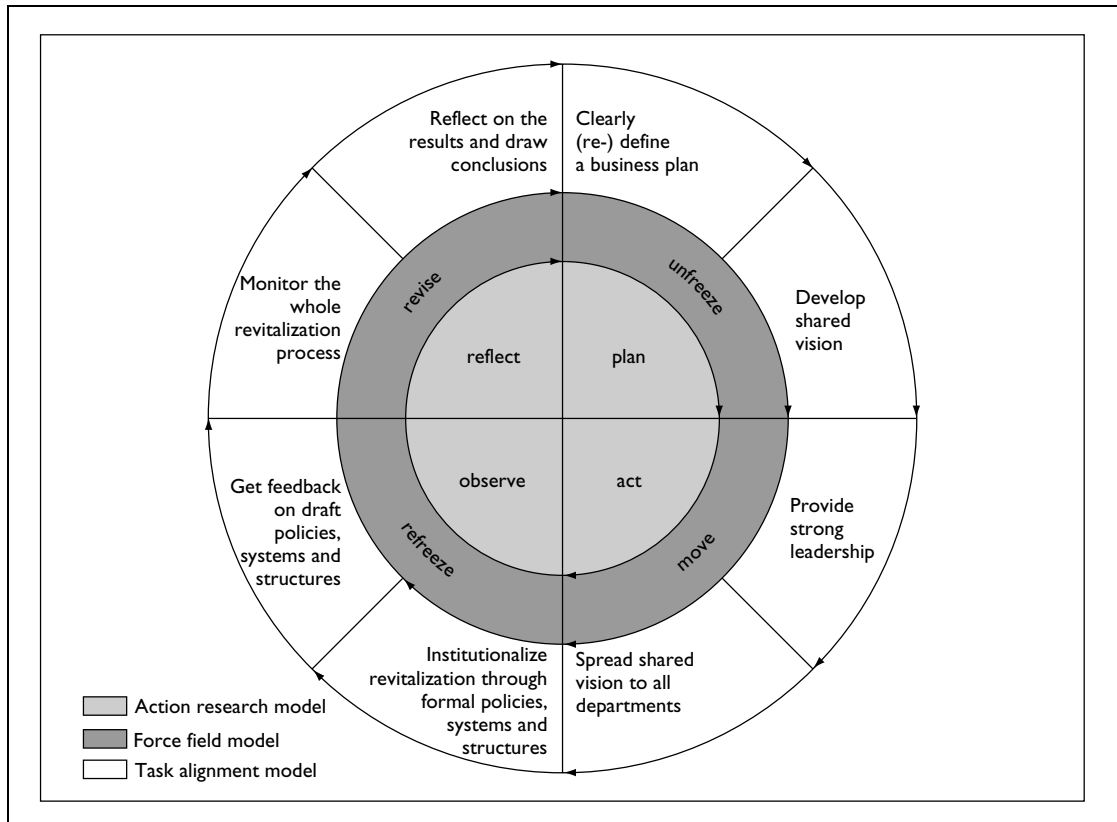 Reflect on the
results and draw
conclusions
Clearly
(re-) define
a business plan
revise
unfreeze
Monitor the
whole
revitalization
process
Develop
shared
vision
reflect
plan
observe
act
Get feedback
on draft
policies,
systems and
structures
Provide
strong
leadership
refreeze
move
Institutionalize
revitalization through
formal policies,
systems and
structures
Spread shared
vision to all
departments
Action research model
Force field model
Task alignment model